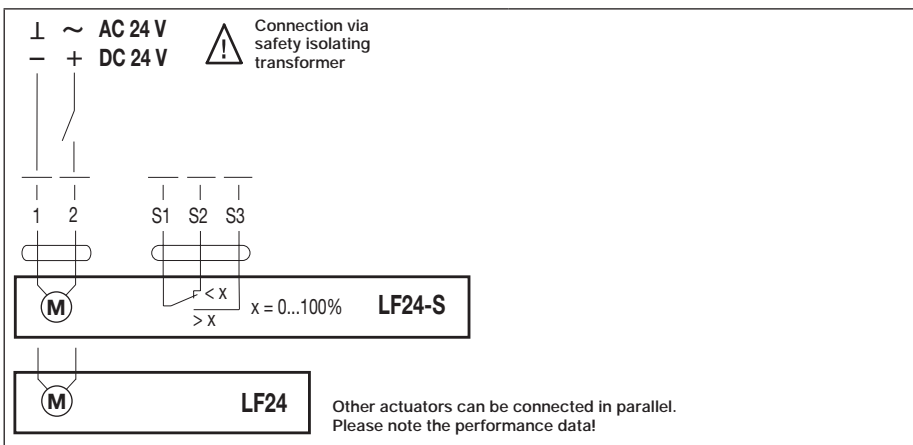 ⊥ ~ AC 24 V
− + DC 24 V
Connection via
safety isolating
transformer
!
1 2 S1 S2 S3
M
< x
> x
x = 0...100%
LF24-S
M
LF24
Other actuators can be connected in parallel.
Please note the performance data!